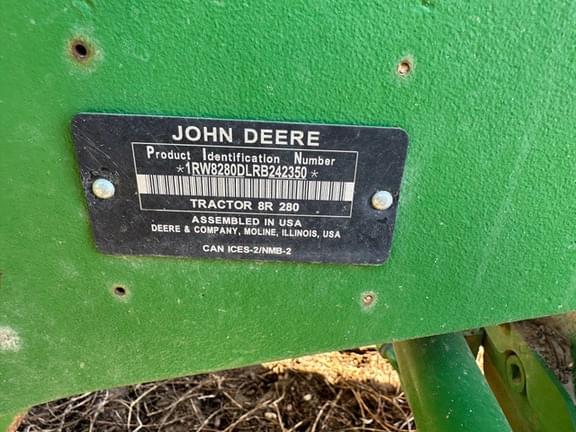 JOHN DEERE
Product Identification Number
*1RW8280DLRB242350*
TRACTOR 8R 280
ASSEMBLED IN USA
DEERE & COMPANY, MOLINE, ILLINOIS, USA
CAN ICES-2/NMB-2